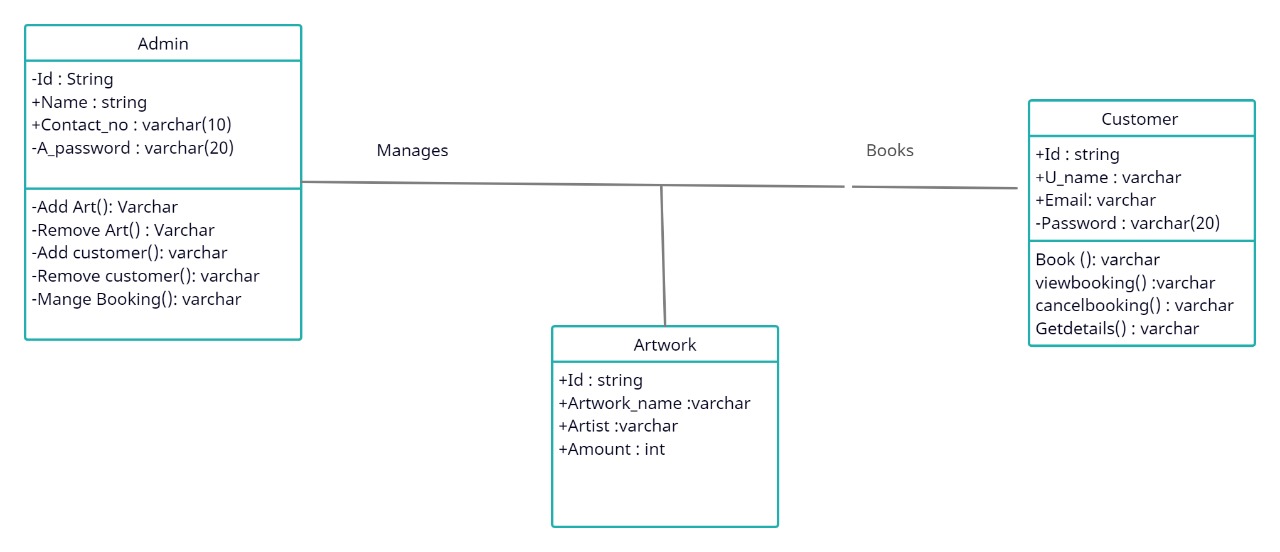 Admin
-Id : String
+Name : string
+Contact_no : varchar(10)
-A_password : varchar(20)
-Add Art(): Varchar
-Remove Art() : Varchar
-Add customer(): varchar
-Remove customer(): varchar
-Mange Booking(): varchar
Manages
Books
Customer
+Id : string
+U_name : varchar
+Email: varchar
-Password : varchar(20)
Book (): varchar
viewbooking() :varchar
cancelbooking() : varchar
Getdetails() : varchar
Artwork
+Id : string
+Artwork_name :varchar
+Artist :varchar
+Amount : int